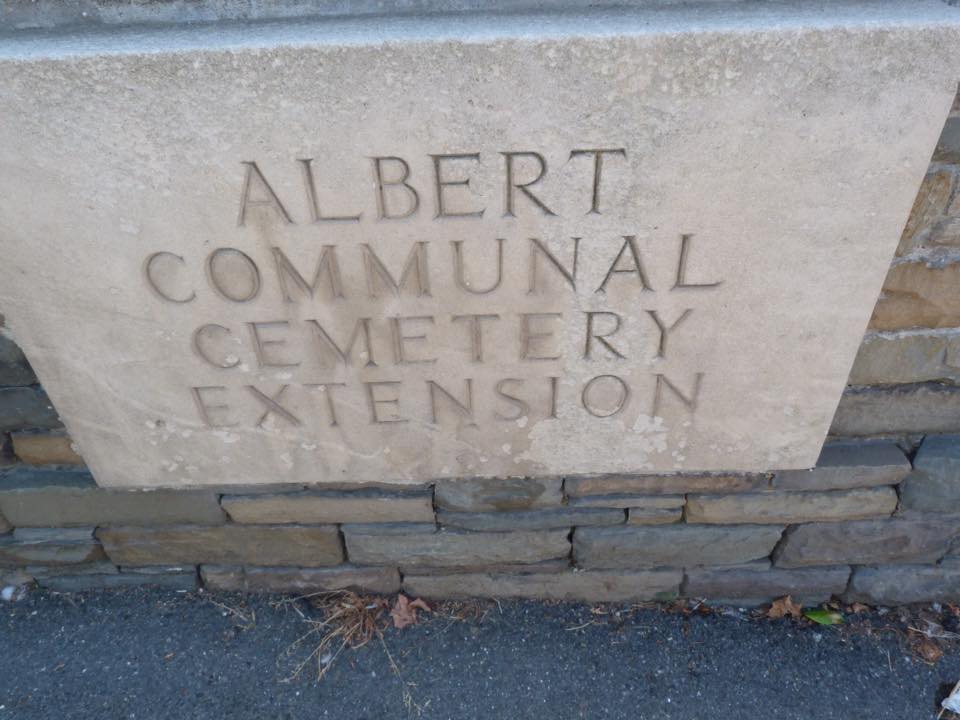 ALBERT
COMMUNAL
CEMETERY
EXTENSION